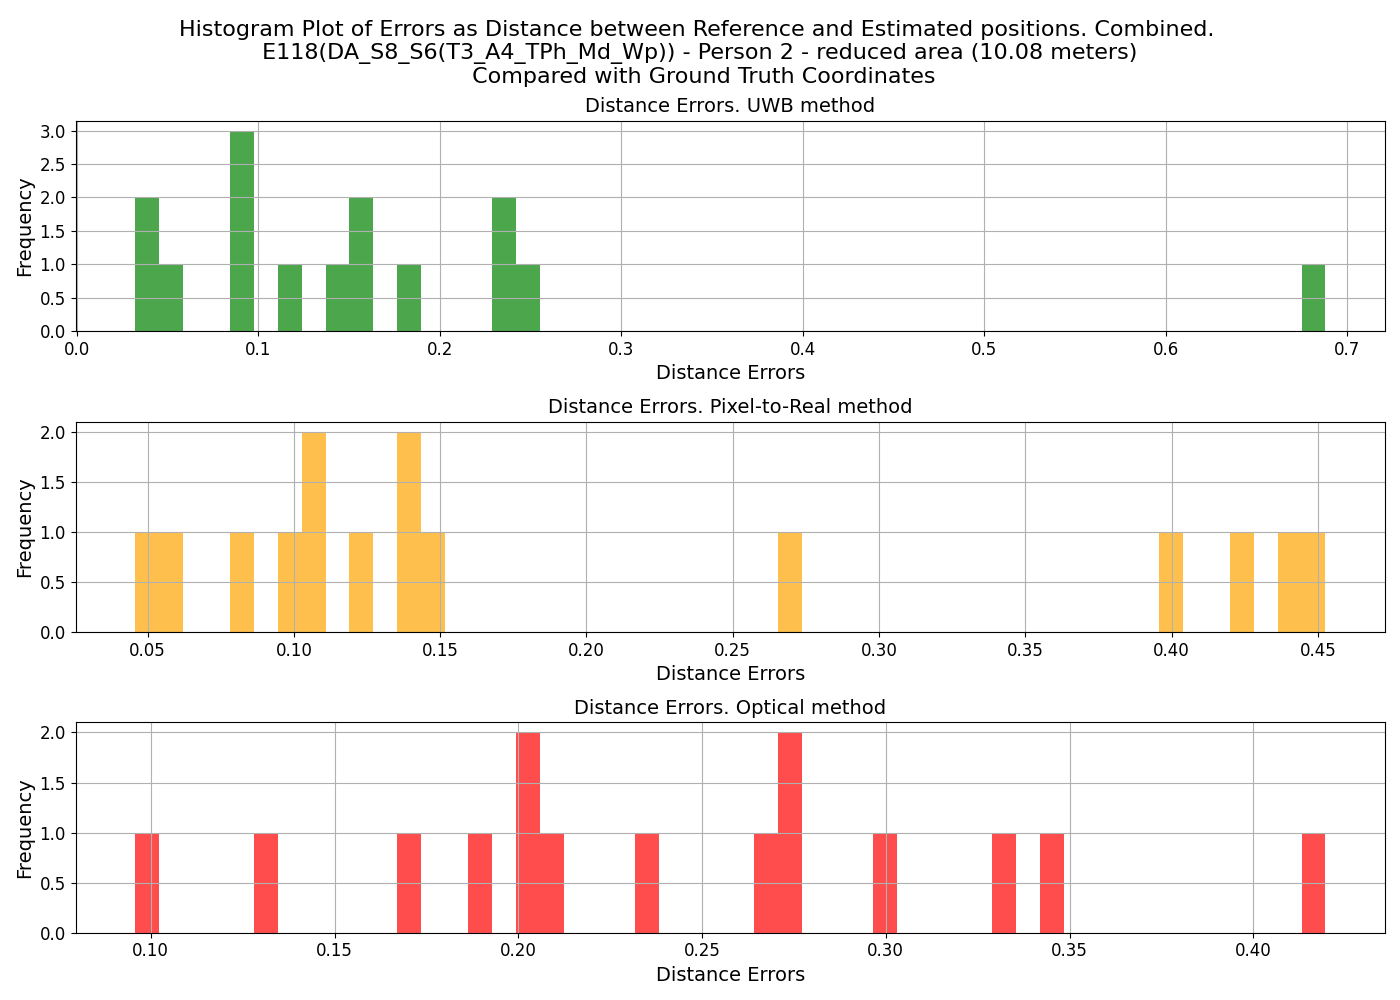 Histogram Plot of Errors as Distance between Reference and Estimated positions. Combined.
E118(DA_S8_S6(T3_A4_TPh_Md_Wp)) - Person 2 - reduced area (10.08 meters)
Compared with Ground Truth Coordinates
Distance Errors. UWB method
Frequency
3.0
2.5
2.0
1.5
1.0
0.5
0.0
0.0 0.1 0.2 0.3 0.4 0.5 0.6 0.7
Distance Errors
Distance Errors. Pixel-to-Real method
Frequency
2.0
1.5
1.0
0.5
0.0
0.05 0.10 0.15 0.20 0.25 0.30 0.35 0.40 0.45
Distance Errors
Distance Errors. Optical method
Frequency
2.0
1.5
1.0
0.5
0.0
0.10 0.15 0.20 0.25 0.30 0.35 0.40
Distance Errors